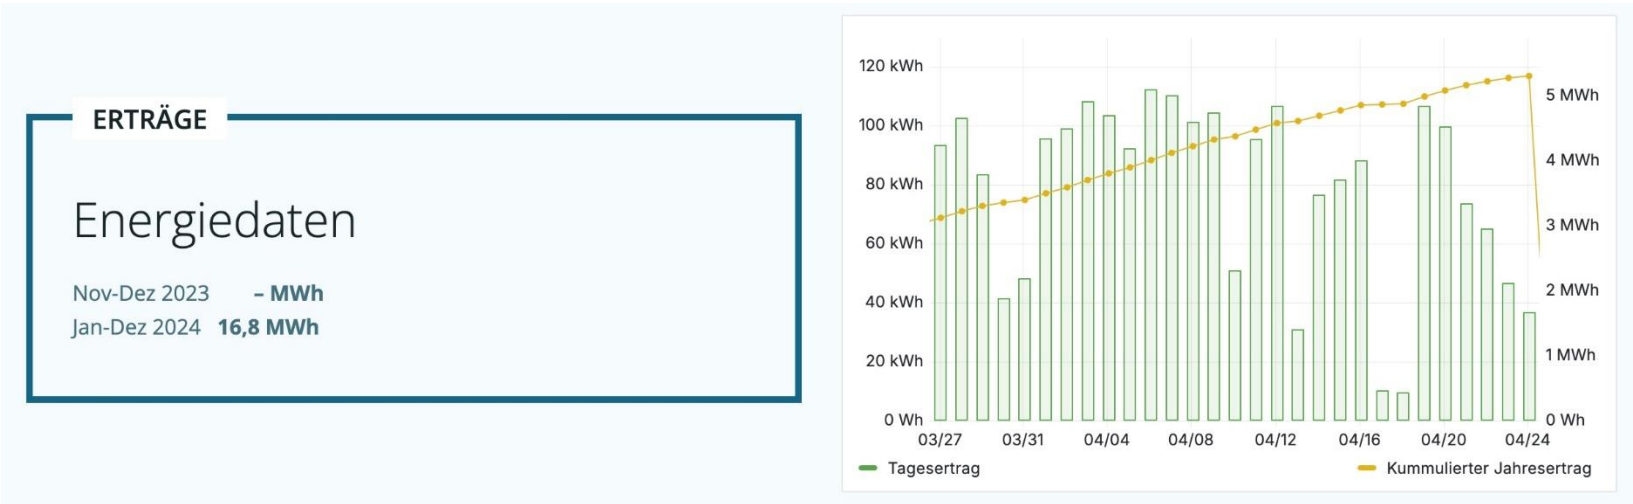 ERTRÄGE
Energiedaten
Nov-Dez 2023 – MWh
Jan-Dez 2024 16,8 MWh
120 kWh
100 kWh
80 kWh
60 kWh
40 kWh
20 kWh
0 Wh
5 MWh
4 MWh
3 MWh
2 MWh
1 MWh
0 Wh
03/27 03/31 04/04 04/08 04/12 04/16 04/20 04/24
Tagesertrag Kummulierter Jahresertrag